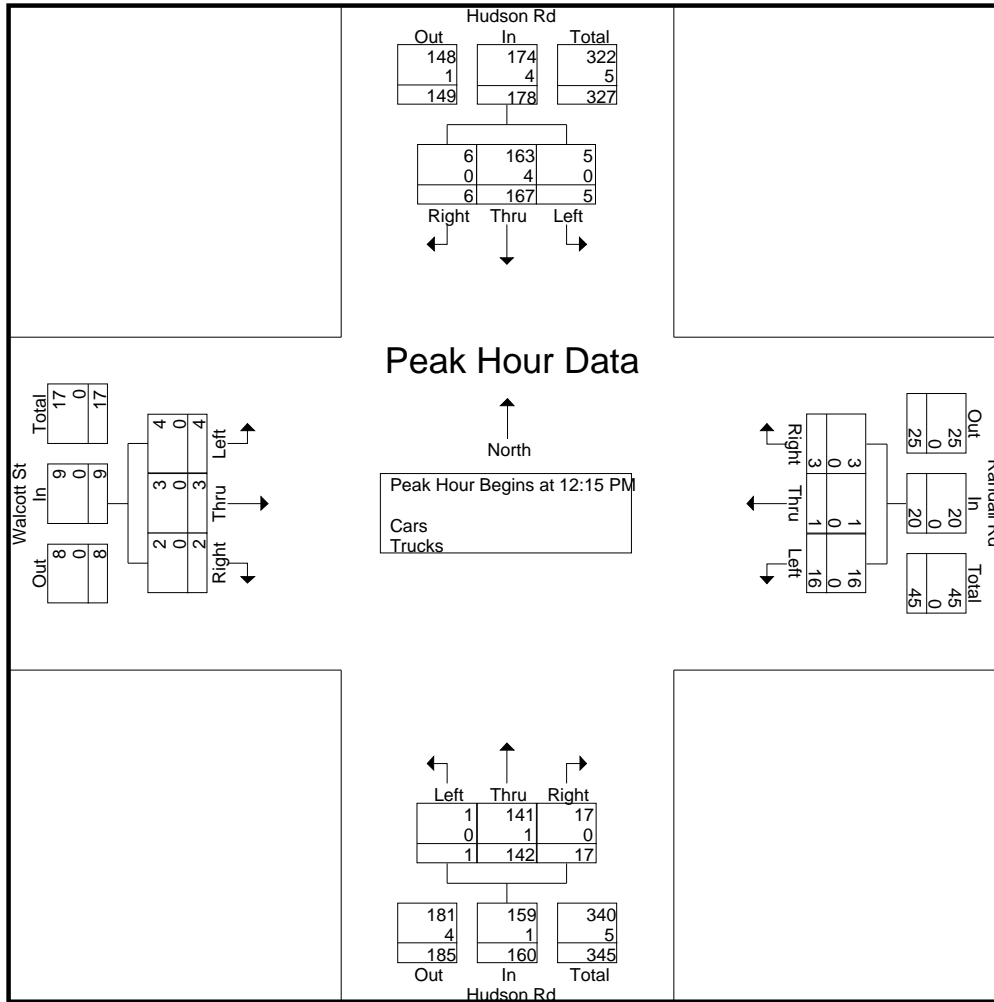 Hudson Rd
Out In Total
148 174 322
1 4 5
149 178 327
6 163 5
0 4 0
6 167 5
Right Thru Left
Peak Hour Data
North
Peak Hour Begins at 12:15 PM
Cars
Trucks
Walcott St
Total In Out
17 9 8
0 0 0
17 9 8
4 3 2
0 0 0
4 3 2
Left Thru Right
Randall Rd
Out In Total
25 20 45
0 0 0
25 20 45
3 1 16
0 0 0
3 1 16
Right Thru Left
Left Thru Right
1 141 17
0 1 0
1 142 17
181 159 340
4 1 5
185 160 345
Out In Total
Hudson Rd